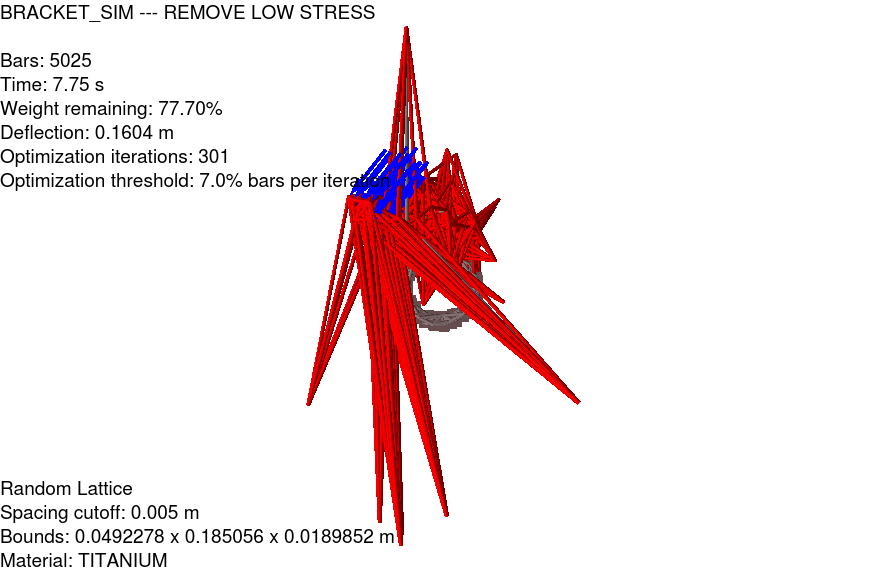 BRACKET_SIM --- REMOVE LOW STRESS
Bars: 5025
Time: 7.75 s
Weight remaining: 77.70%
Deflection: 0.1604 m
Optimization iterations: 301
Optimization threshold: 7.0% bars per iteration
Random Lattice
Spacing cutoff: 0.005 m
Bounds: 0.0492278 x 0.185056 x 0.0189852 m
Material: TITANIUM